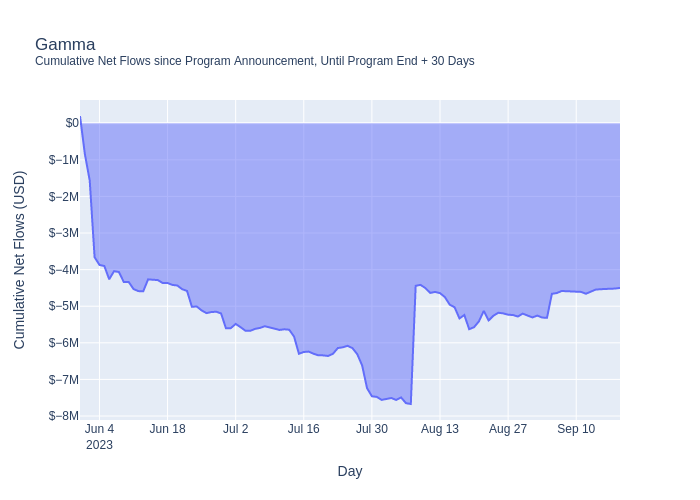 Gamma
Cumulative Net Flows since Program Announcement, Until Program End + 30 Days
Cumulative Net Flows (USD)
$0
$−1M
$−2M
$−3M
$−4M
$−5M
$−6M
$−7M
$−8M
Jun 4
2023
Jun 18
Jul 2
Jul 16
Jul 30
Aug 13
Aug 27
Sep 10
Day